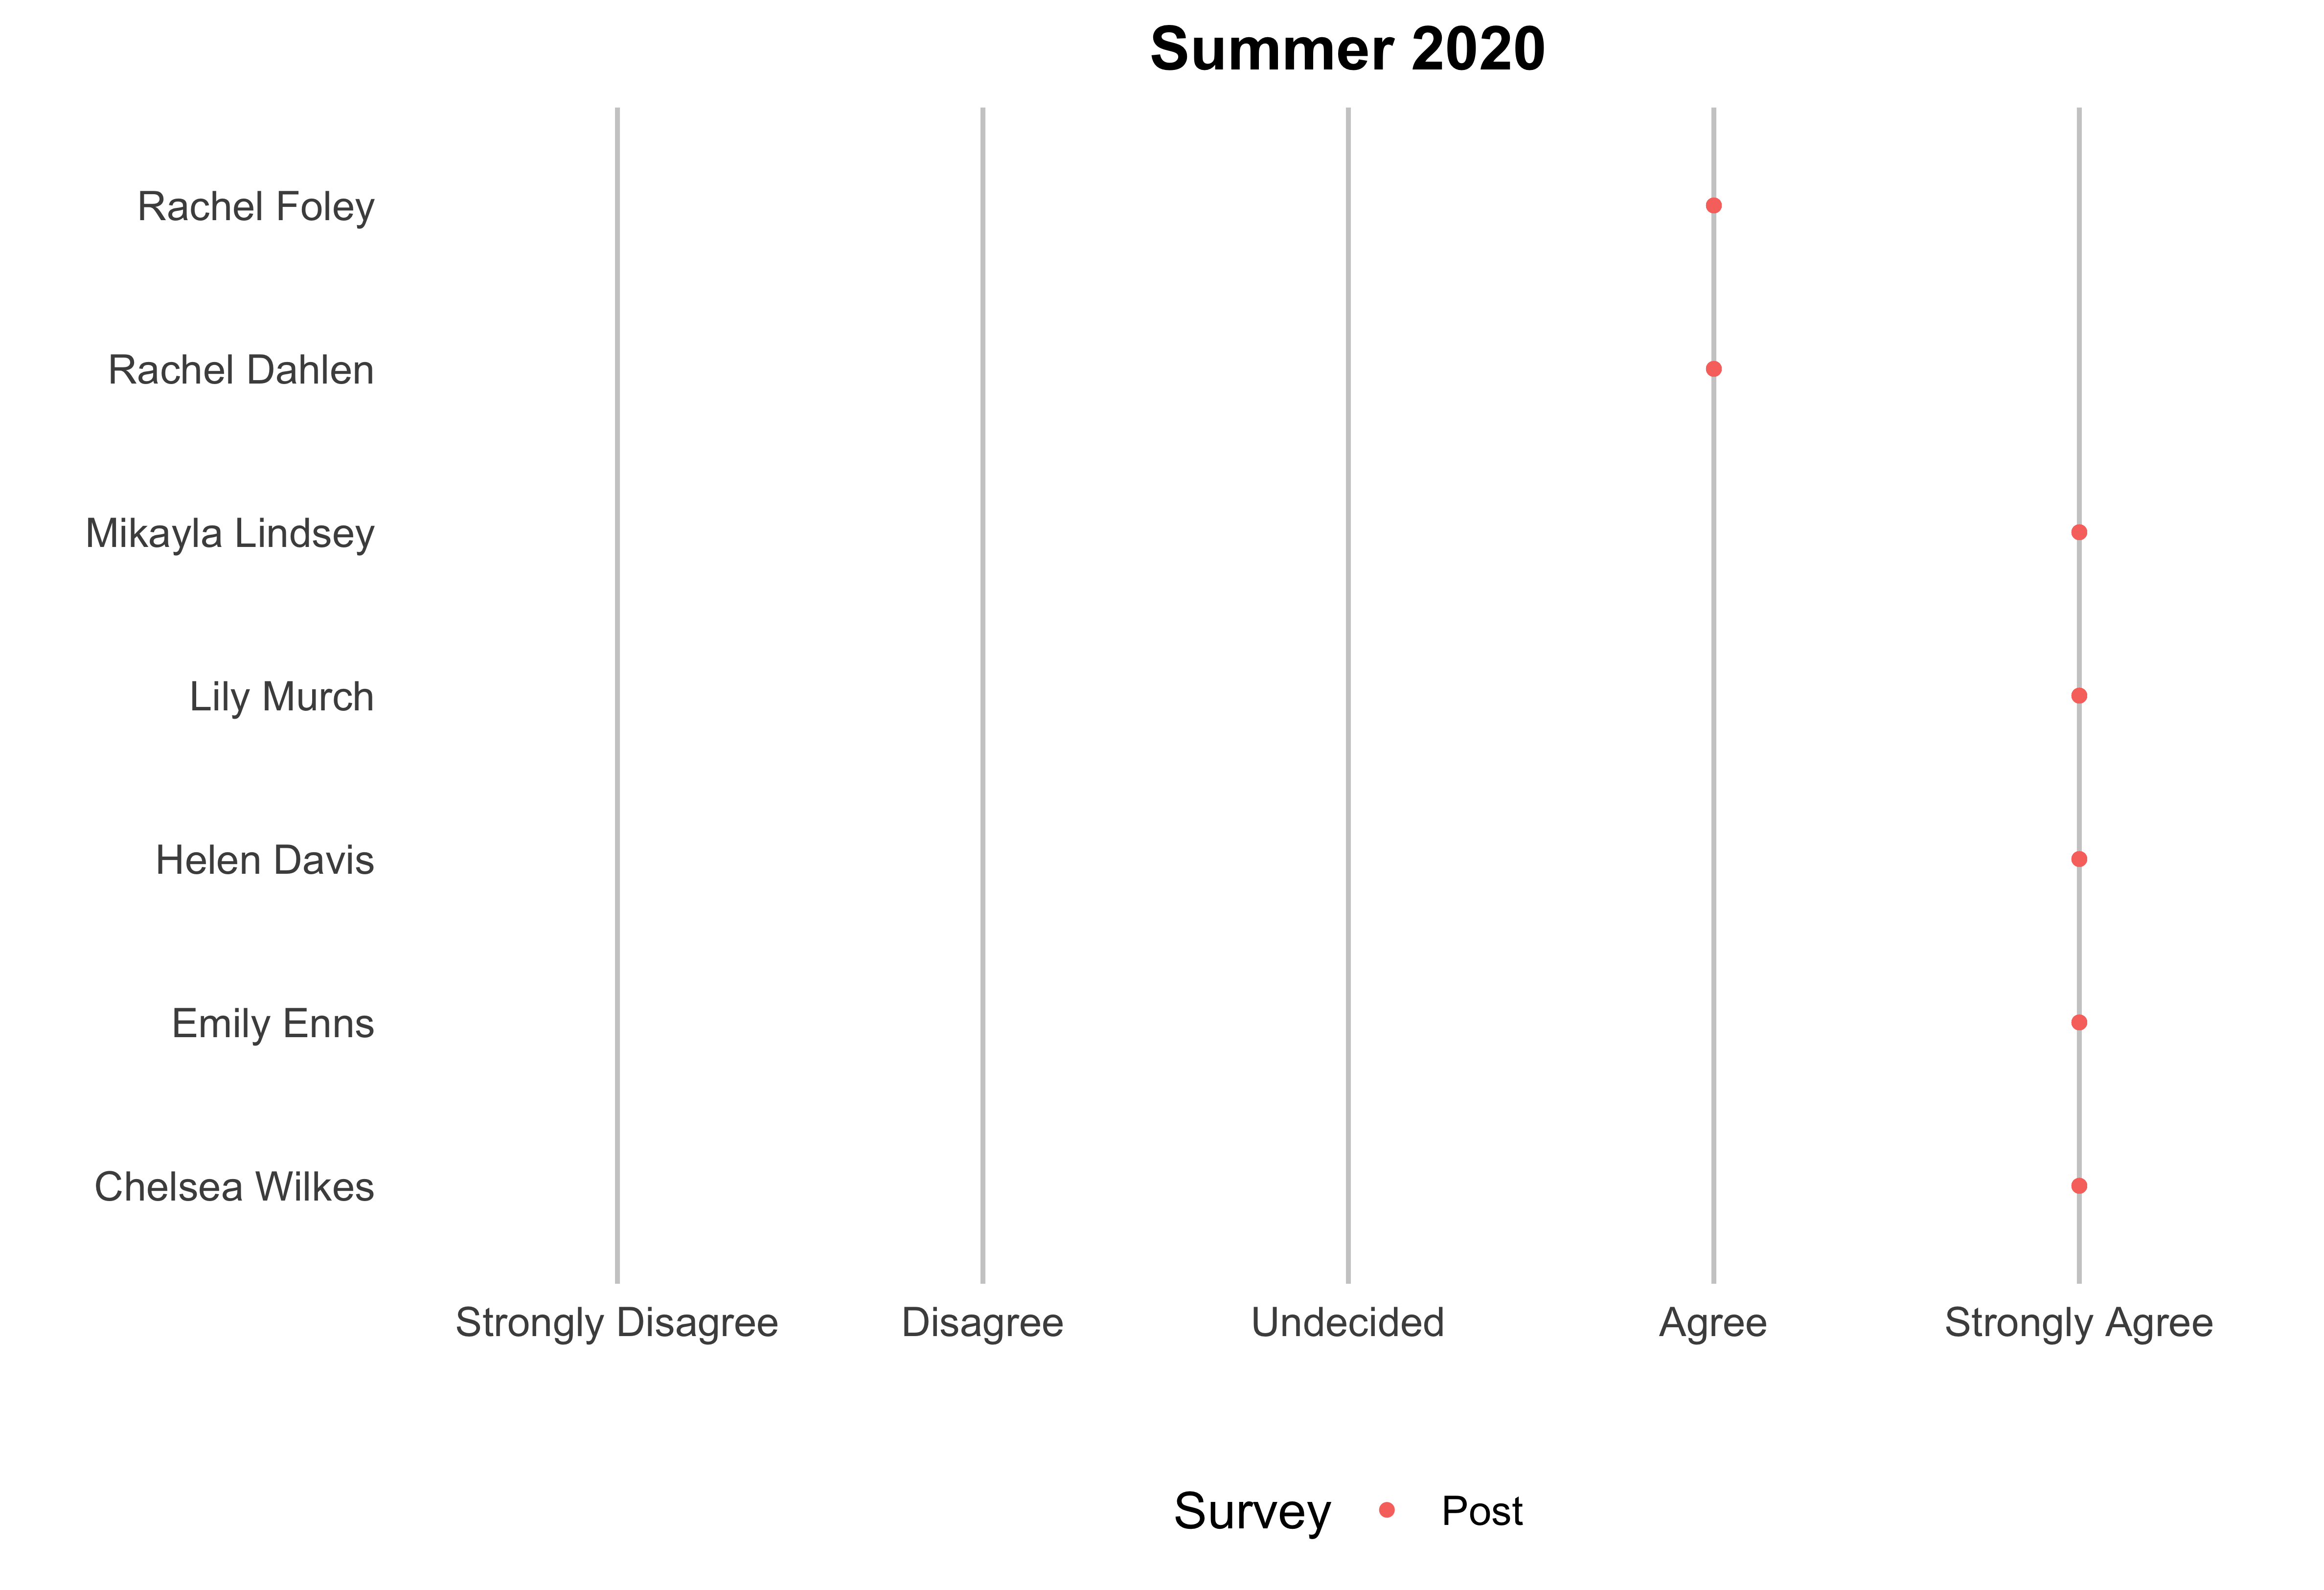 Summer 2020
Rachel Foley
Rachel Dahlen
Mikayla Lindsey
Lily Murch
Helen Davis
Emily Enns
Chelsea Wilkes
Strongly Disagree Disagree Undecided Agree Strongly Agree
Survey Post